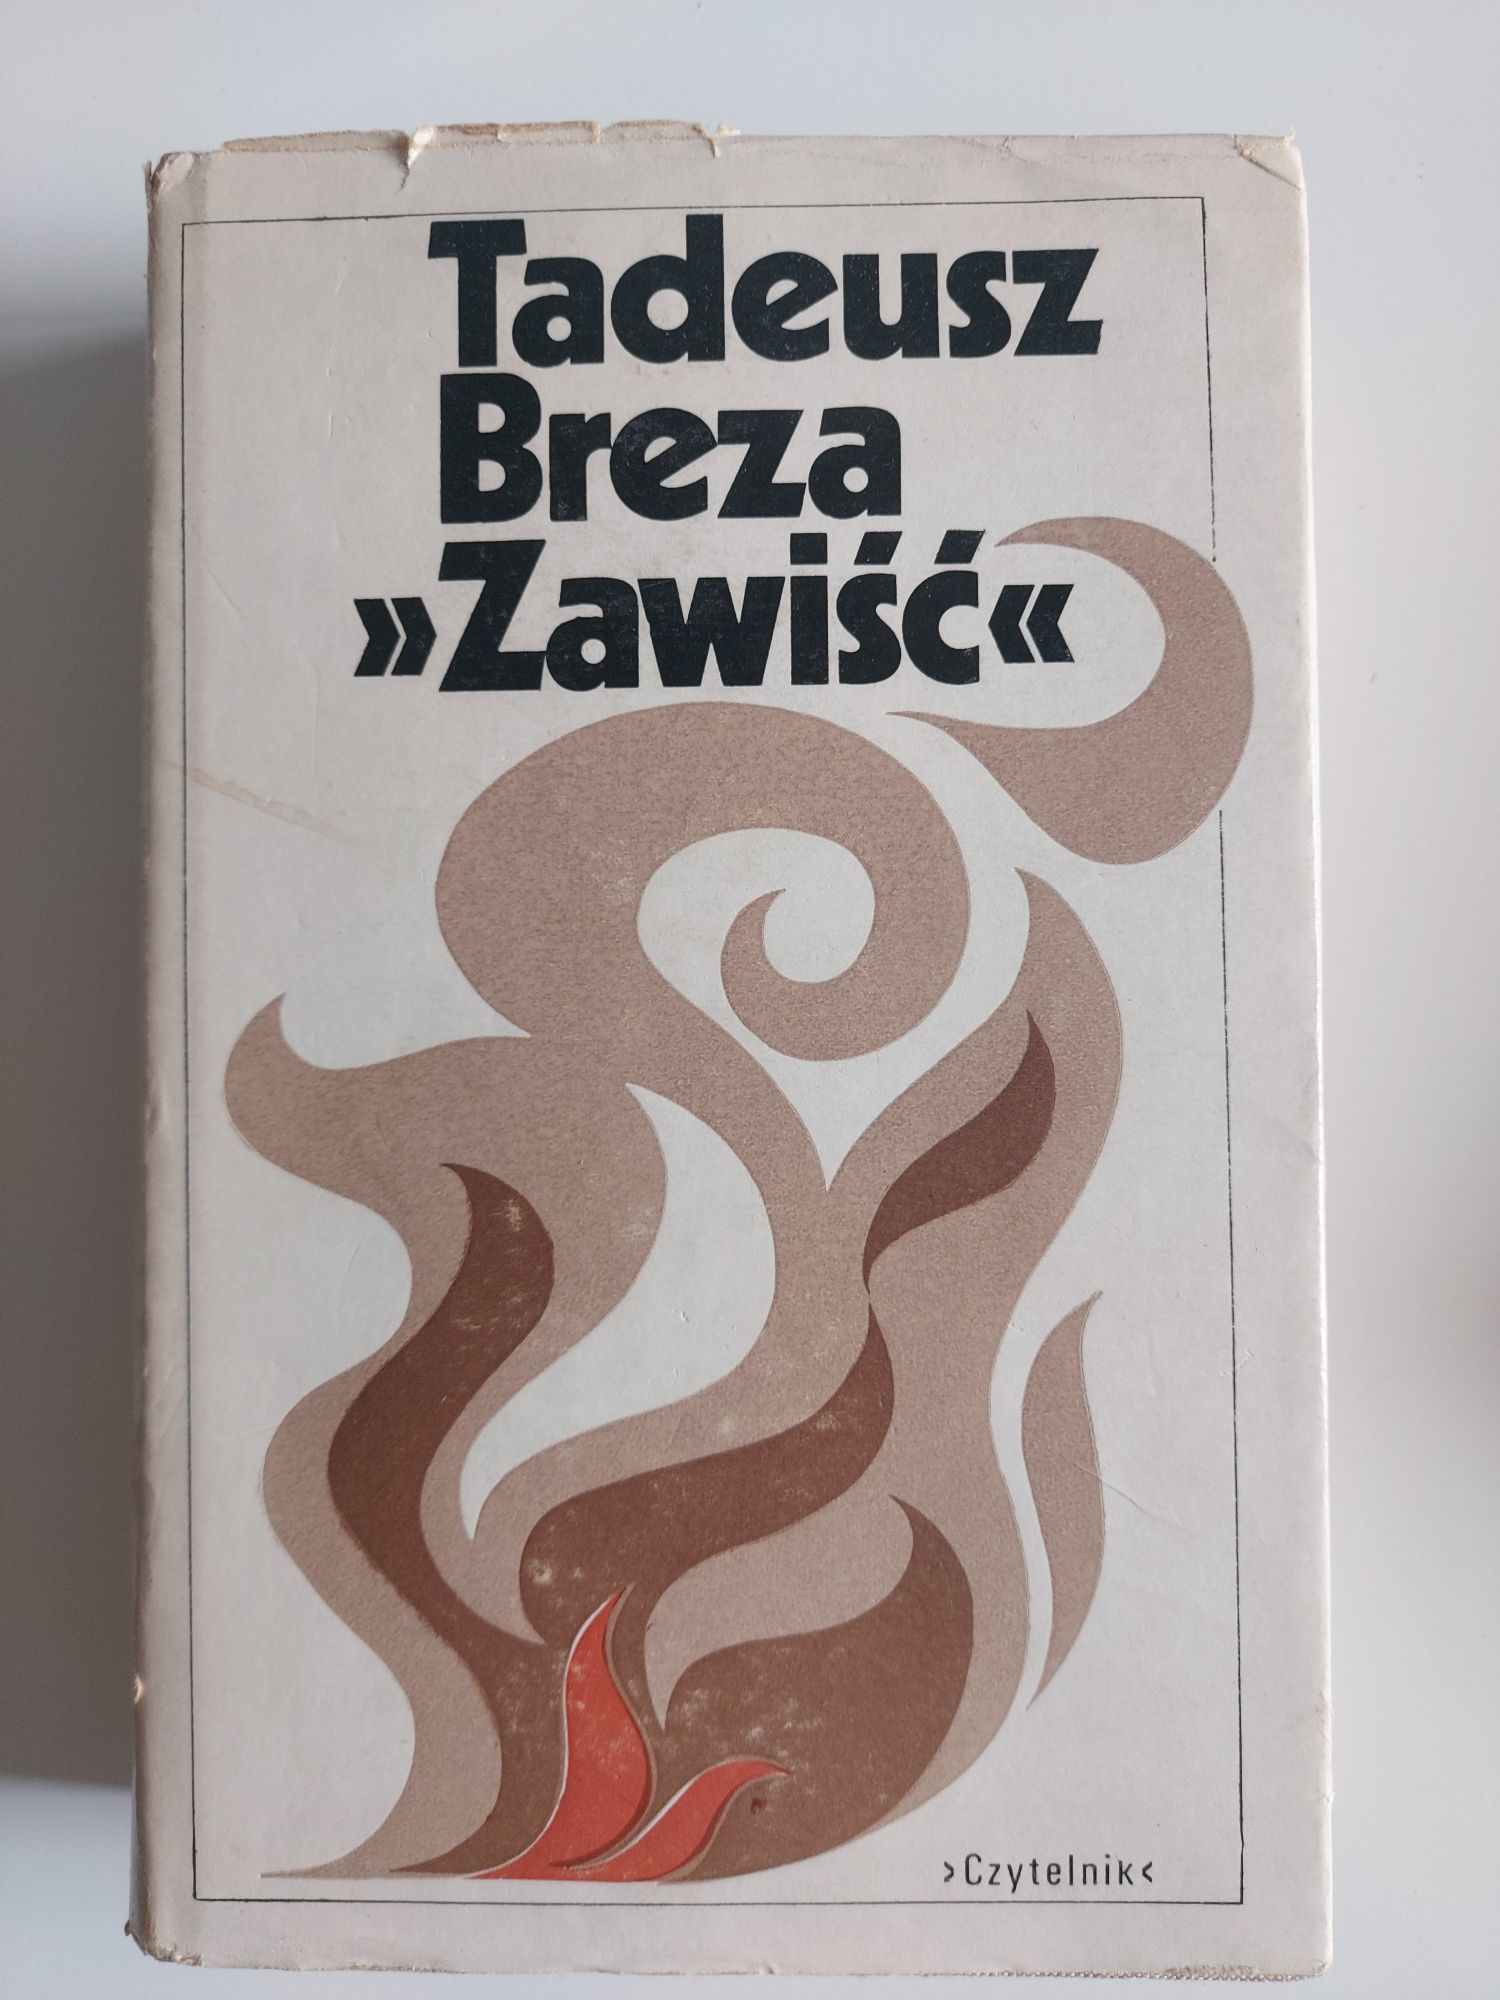 Tadeusz
Breza
»Zawiść«
›Czytelnik‹